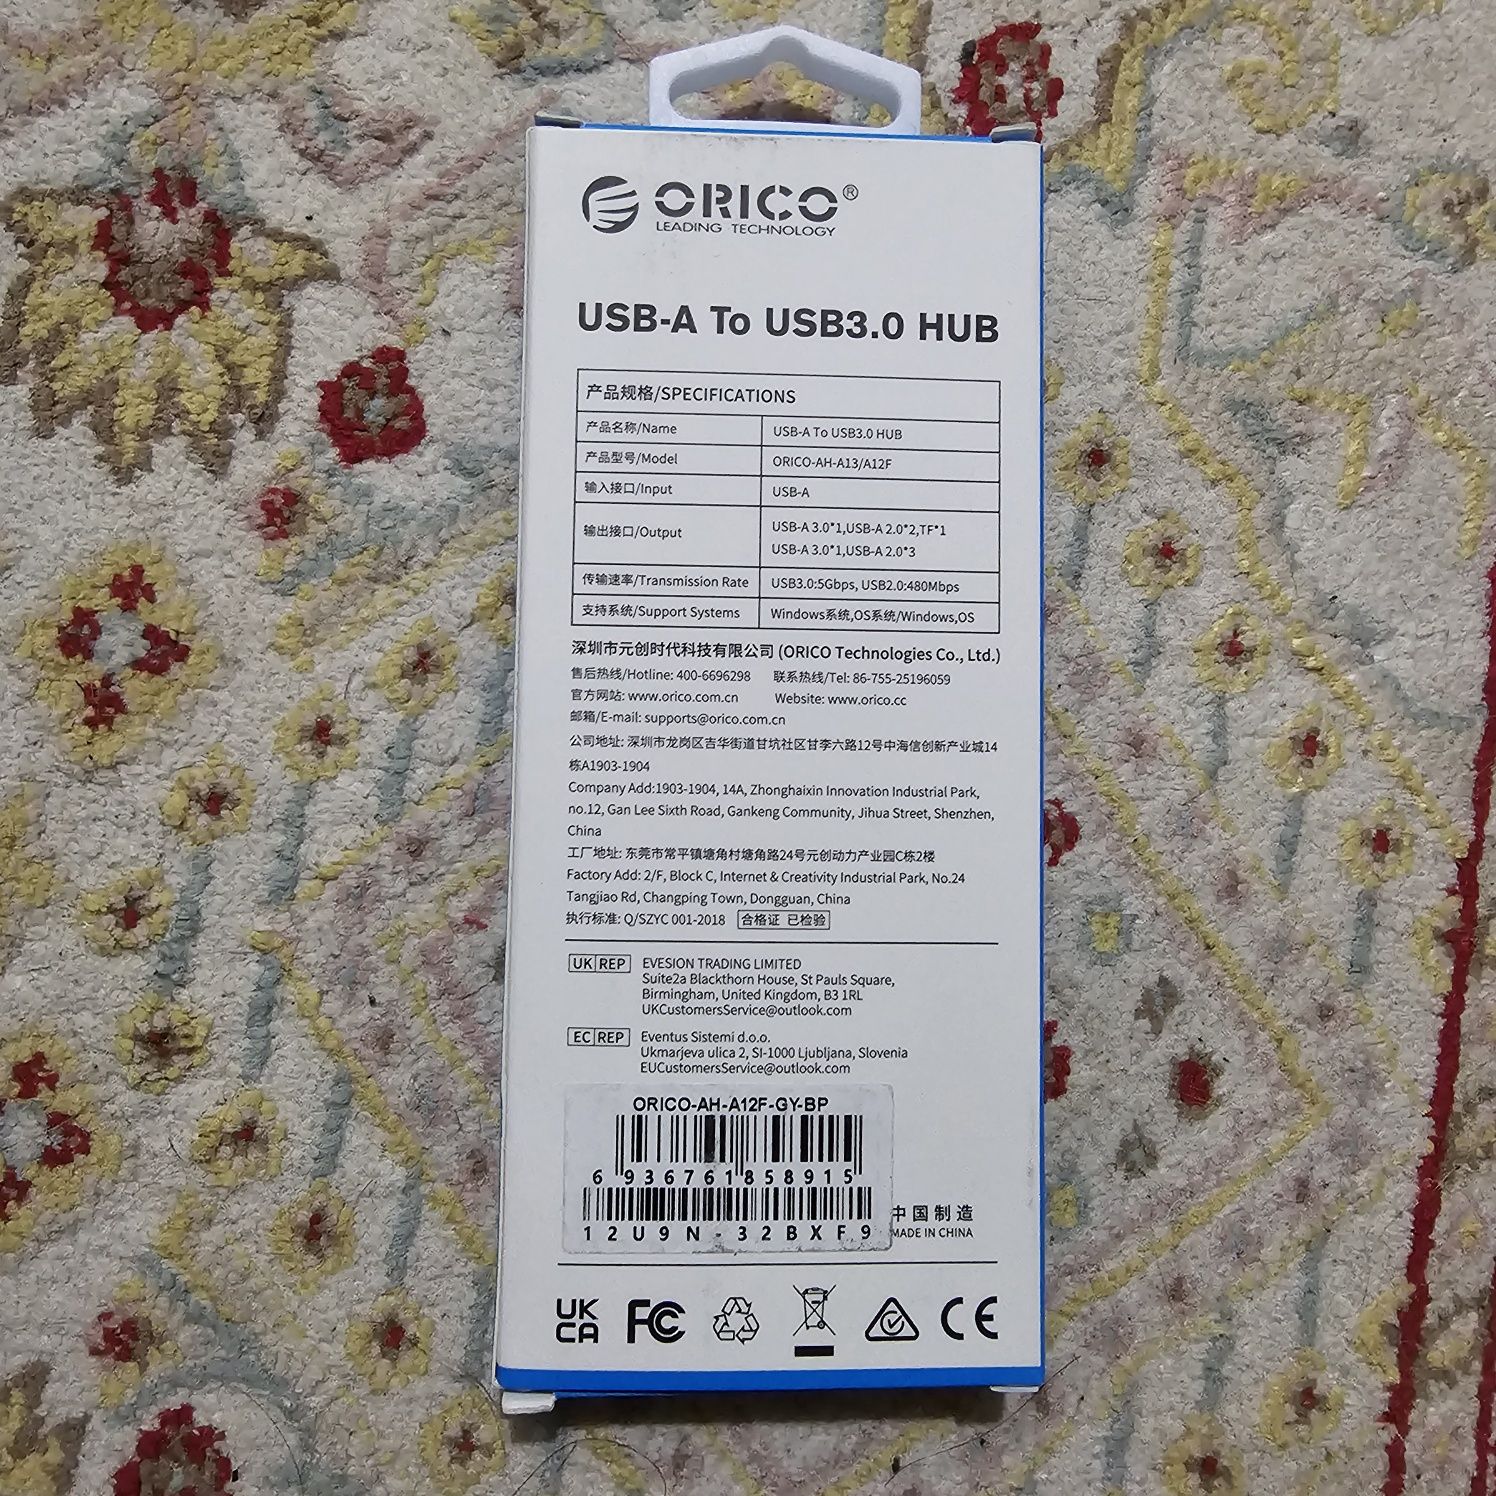 ORICO®
LEADING TECHNOLOGY
USB-A To USB3.0 HUB
产品规格/SPECIFICATIONS
产品名称/Name USB-A To USB3.0 HUB
产品型号/Model ORICO-AH-A13/A12F
输入接口/Input USB-A
输出接口/Output USB-A 3.0*1,USB-A 2.0*2,TF*1
USB-A 3.0*1,USB-A 2.0*3
传输速率/Transmission Rate USB3.0:5Gbps, USB2.0:480Mbps
支持系统/Support Systems Windows系统,OS系统/Windows,OS
深圳市元创时代科技有限公司 (ORICO Technologies Co., Ltd.)
售后热线/Hotline: 400-6696298 联系热线/Tel: 86-755-25196059
官方网站: www.orico.com.cn Website: www.orico.cc
邮箱/E-mail: supports@orico.com.cn
公司地址: 深圳市龙岗区吉华街道甘坑社区甘李六路12号中海信创新产业城14
栋A1903-1904
Company Add:1903-1904, 14A, Zhonghaixin Innovation Industrial Park,
no.12, Gan Lee Sixth Road, Gankeng Community, Jihua Street, Shenzhen,
China
工厂地址: 东莞市常平镇塘角村塘角路24号元创动力产业园C栋2楼
Factory Add: 2/F, Block C, Internet & Creativity Industrial Park, No.24
Tangjiao Rd, Changping Town, Dongguan, China
执行标准: Q/SZYC 001-2018 合格证 已检验
UK REP EVESION TRADING LIMITED
Suite2a Blackthorn House, St Pauls Square,
Birmingham, United Kingdom, B3 1RL
UKCustomersService@outlook.com
EC REP Eventus Sistemi d.o.o.
Ukmarjeva ulica 2, SI-1000 Ljubljana, Slovenia
EUCustomersService@outlook.com
ORICO-AH-A12F-GY-BP
6 936761 858915
12U9N-32BXF9
中国制造
MADE IN CHINA
UK
CA
FC
CE